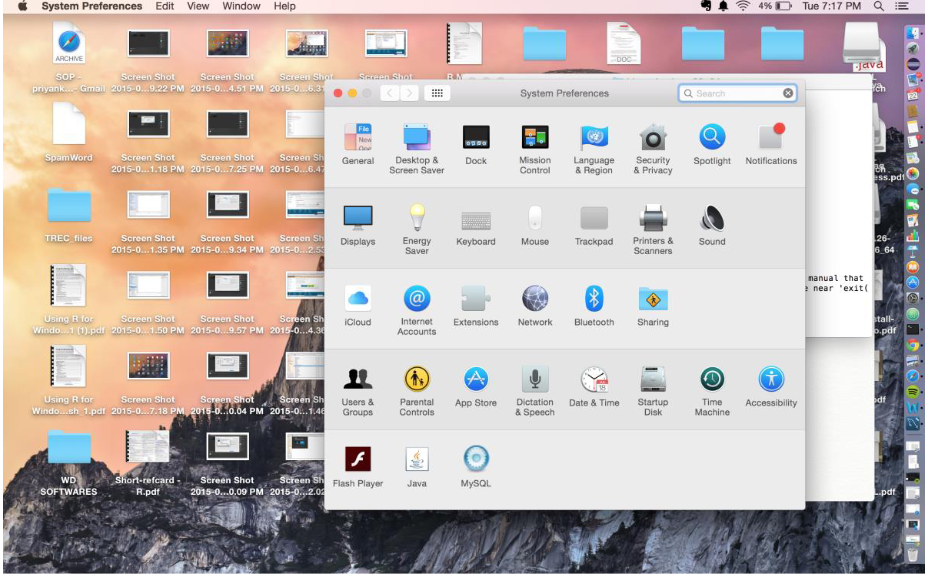 System Preferences Edit View Window Help
4%
Tue 7:17 PM
ARCHIVE
SOP -
priyank...- Gmail
Screen Shot
2015-0...9.22 PM
Screen Shot
2015-0...4.51 PM
Screen Shot
2015-0...6.3
DOC
java
System Preferences
Search
File
New
General
Desktop &
Screen Saver
Dock
Mission
Control
Language
& Region
Security
& Privacy
Spotlight
Notifications
SpamWord
Screen Shot
2015-0...1.18 PM
Screen Shot
2015-0...7.25 PM
Screen Sh
2015-0...6.47
ess.pdf
Displays
Energy
Saver
Keyboard
Mouse
Trackpad
Printers &
Scanners
Sound
TREC_files
Screen Shot
2015-0...1.35 PM
Screen Shot
2015-0...9.34 PM
Screen Sh
2015-0...2.53
.26-
6_64
manual that
e near 'exit(
iCloud
Internet
Accounts
Extensions
Network
Bluetooth
Sharing
Using R for
Windo...1 (1).pdf
Screen Shot
2015-0...1.50 PM
Screen Shot
2015-0...9.57 PM
Screen Sh
2015-0...4.36
stall-
o.pdf
Users &
Groups
Parental
Controls
App Store
Dictation
& Speech
Date & Time
Startup
Disk
Time
Machine
Accessibility
Using R for
Windo...sh_1.pdf
Screen Shot
2015-0...7.18 PM
Screen Shot
2015-0...0.04 PM
Screen Sh
2015-0...1.46
pdf
Flash Player
Java
MySQL
WD
SOFTWARES
Short-refcard -
R.pdf
Screen Shot
2015-0...0.09 PM
Screen Sh
2015-0...2.02
L.pdf